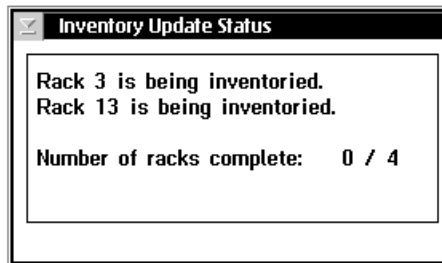 Inventory Update Status
Rack 3 is being inventoried.
Rack 13 is being inventoried.
Number of racks complete: 0 / 4